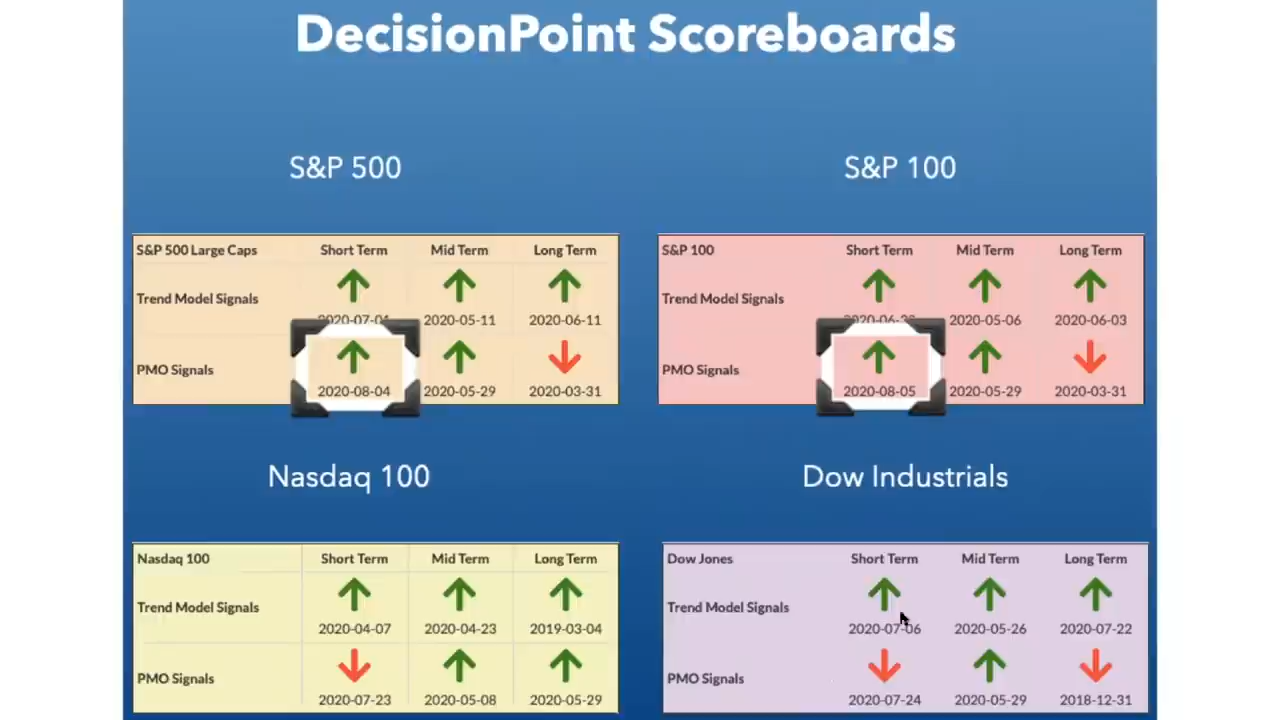 DecisionPoint Scoreboards
S&P 500
S&P 100
S&P 500 Large Caps Short Term Mid Term Long Term
Trend Model Signals
2020-05-11 2020-06-11
PMO Signals
2020-08-04 2020-05-29 2020-03-31
S&P 100 Short Term Mid Term Long Term
Trend Model Signals
2020-05-06 2020-06-03
PMO Signals
2020-08-05 2020-05-29 2020-03-31
Nasdaq 100
Dow Industrials
Nasdaq 100 Short Term Mid Term Long Term
Trend Model Signals
2020-04-07 2020-04-23 2019-03-04
PMO Signals
2020-07-23 2020-05-08 2020-05-29
Dow Jones Short Term Mid Term Long Term
Trend Model Signals
2020-07-06 2020-05-26 2020-07-22
PMO Signals
2020-07-24 2020-05-29 2018-12-31